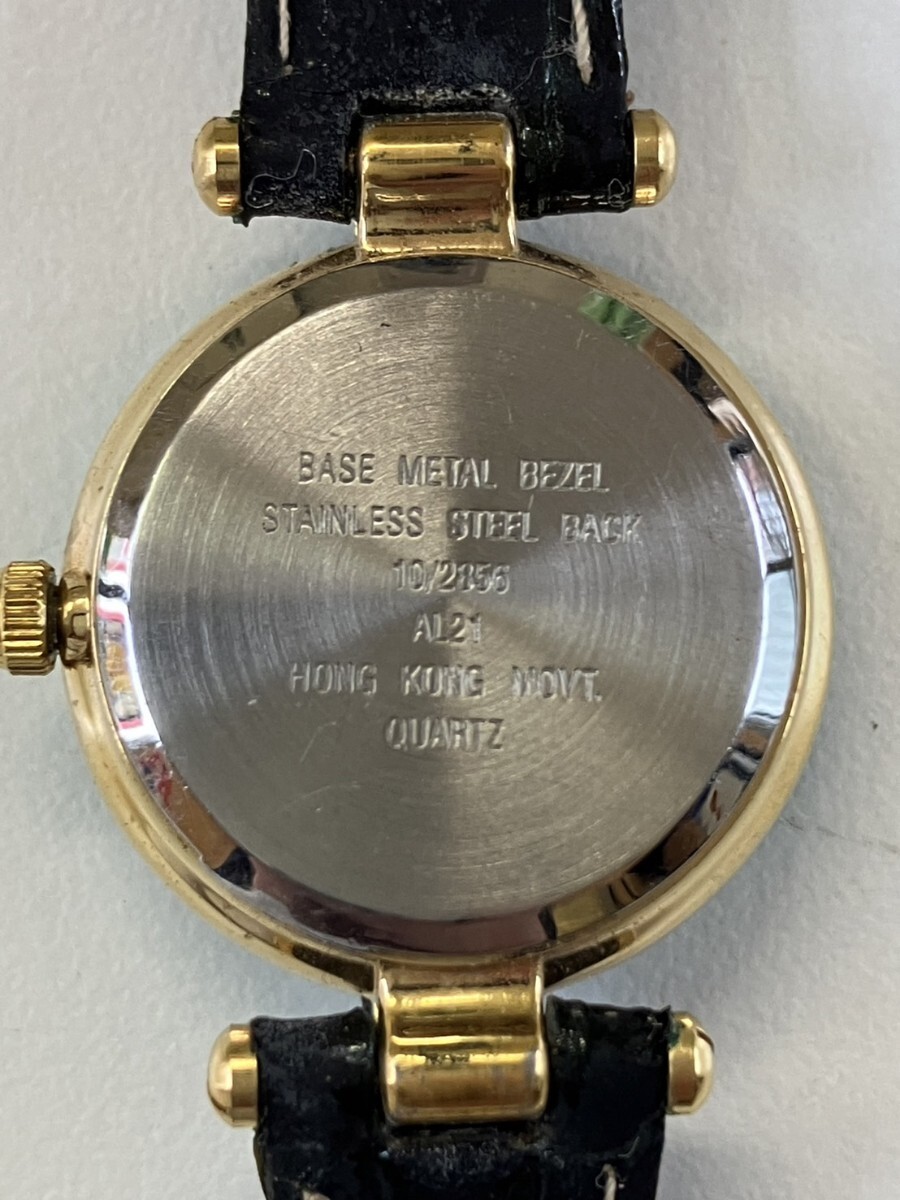 BASE METAL BEZEL
STAINLESS STEEL BACK
10/2856
AL21
HONG KONG MOVT.
QUARTZ